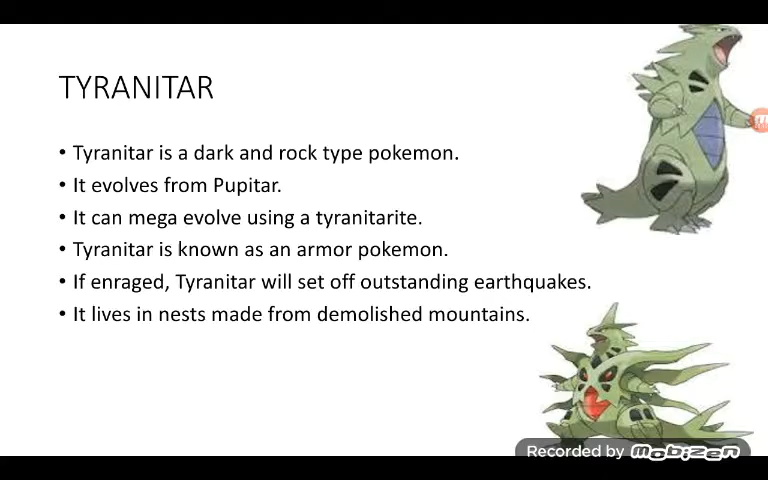 TYRANITAR
• Tyranitar is a dark and rock type pokemon.
• It evolves from Pupitar.
• It can mega evolve using a tyranitarite.
• Tyranitar is known as an armor pokemon.
• If enraged, Tyranitar will set off outstanding earthquakes.
• It lives in nests made from demolished mountains.
Recorded by mobizen